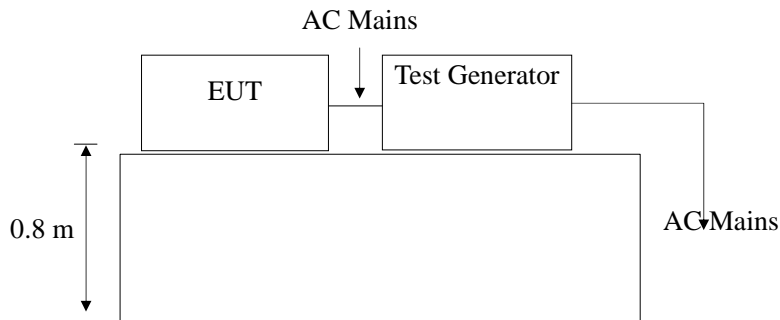 AC Mains
EUT
Test Generator
0.8 m
AC Mains